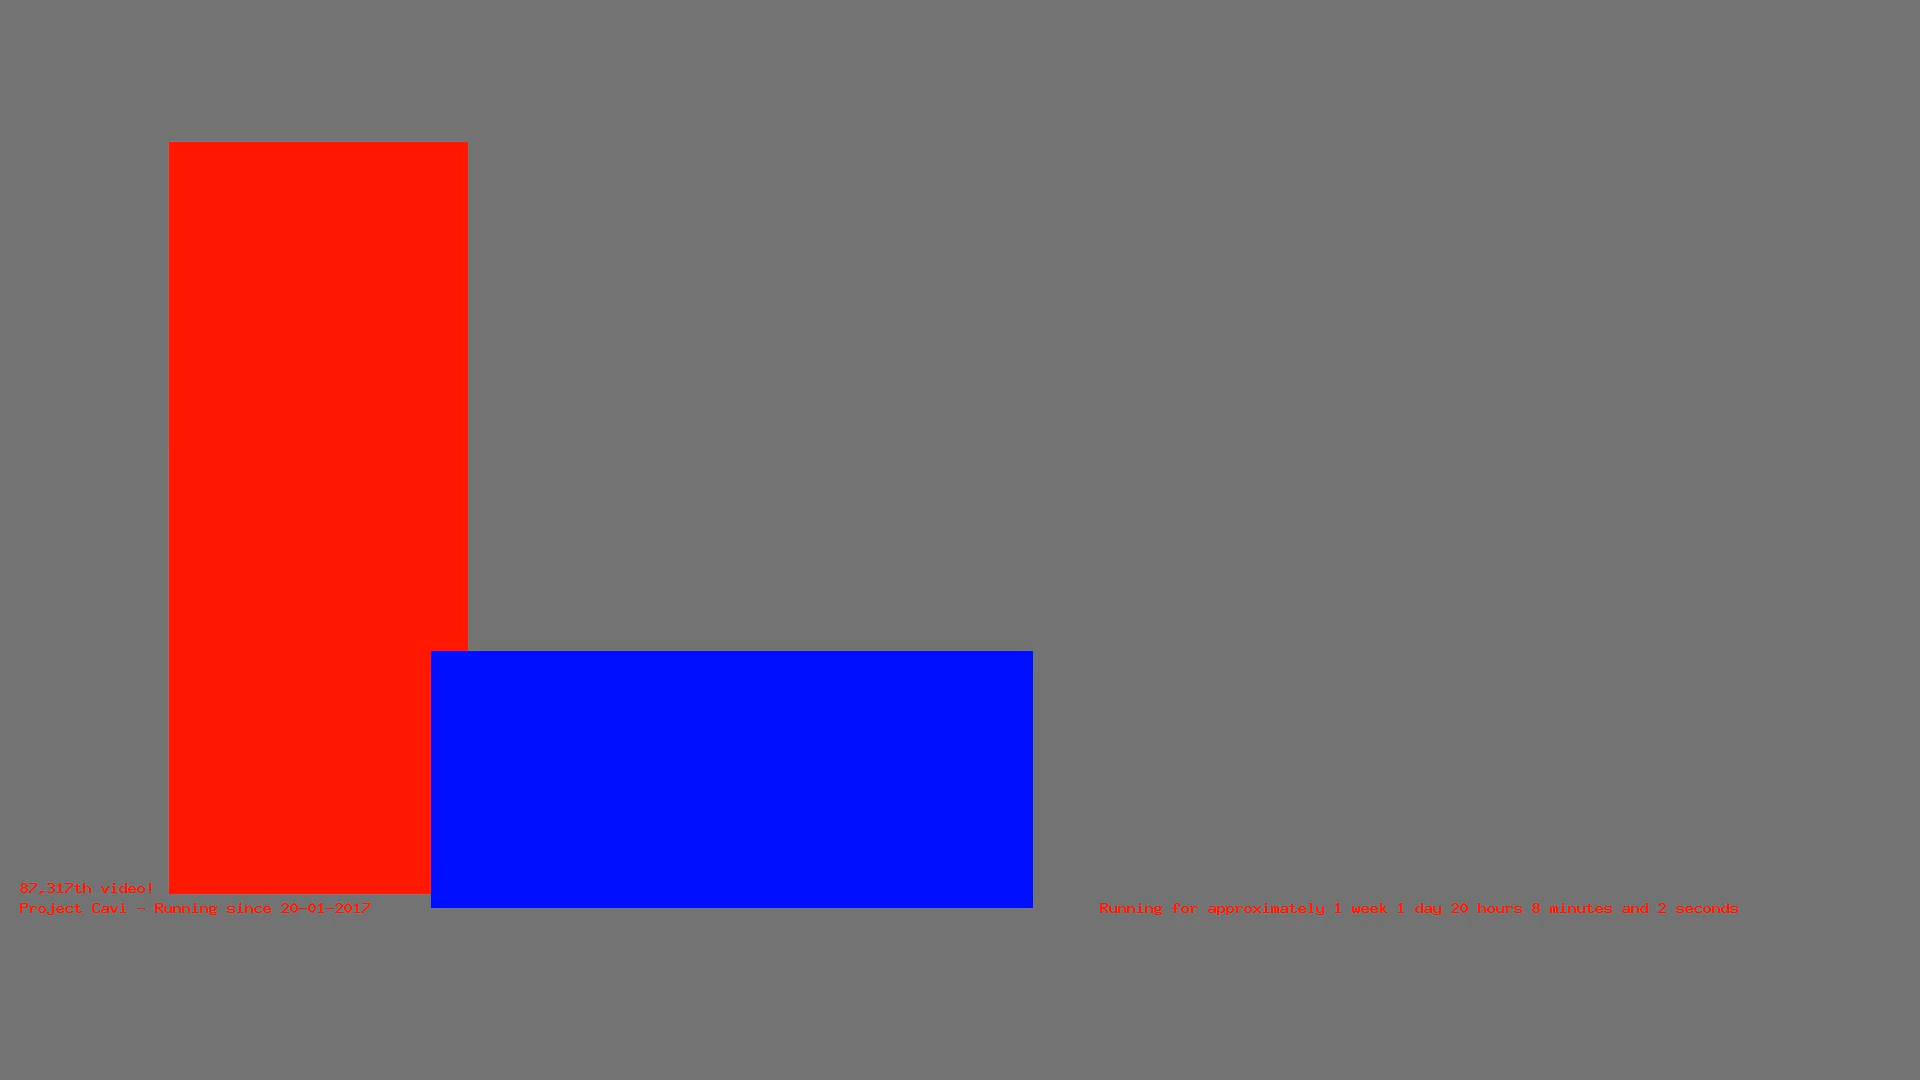 87,317th video!
Project Cavi - Running since 20-01-2017
Running for approximately 1 week 1 day 20 hours 8 minutes and 2 seconds